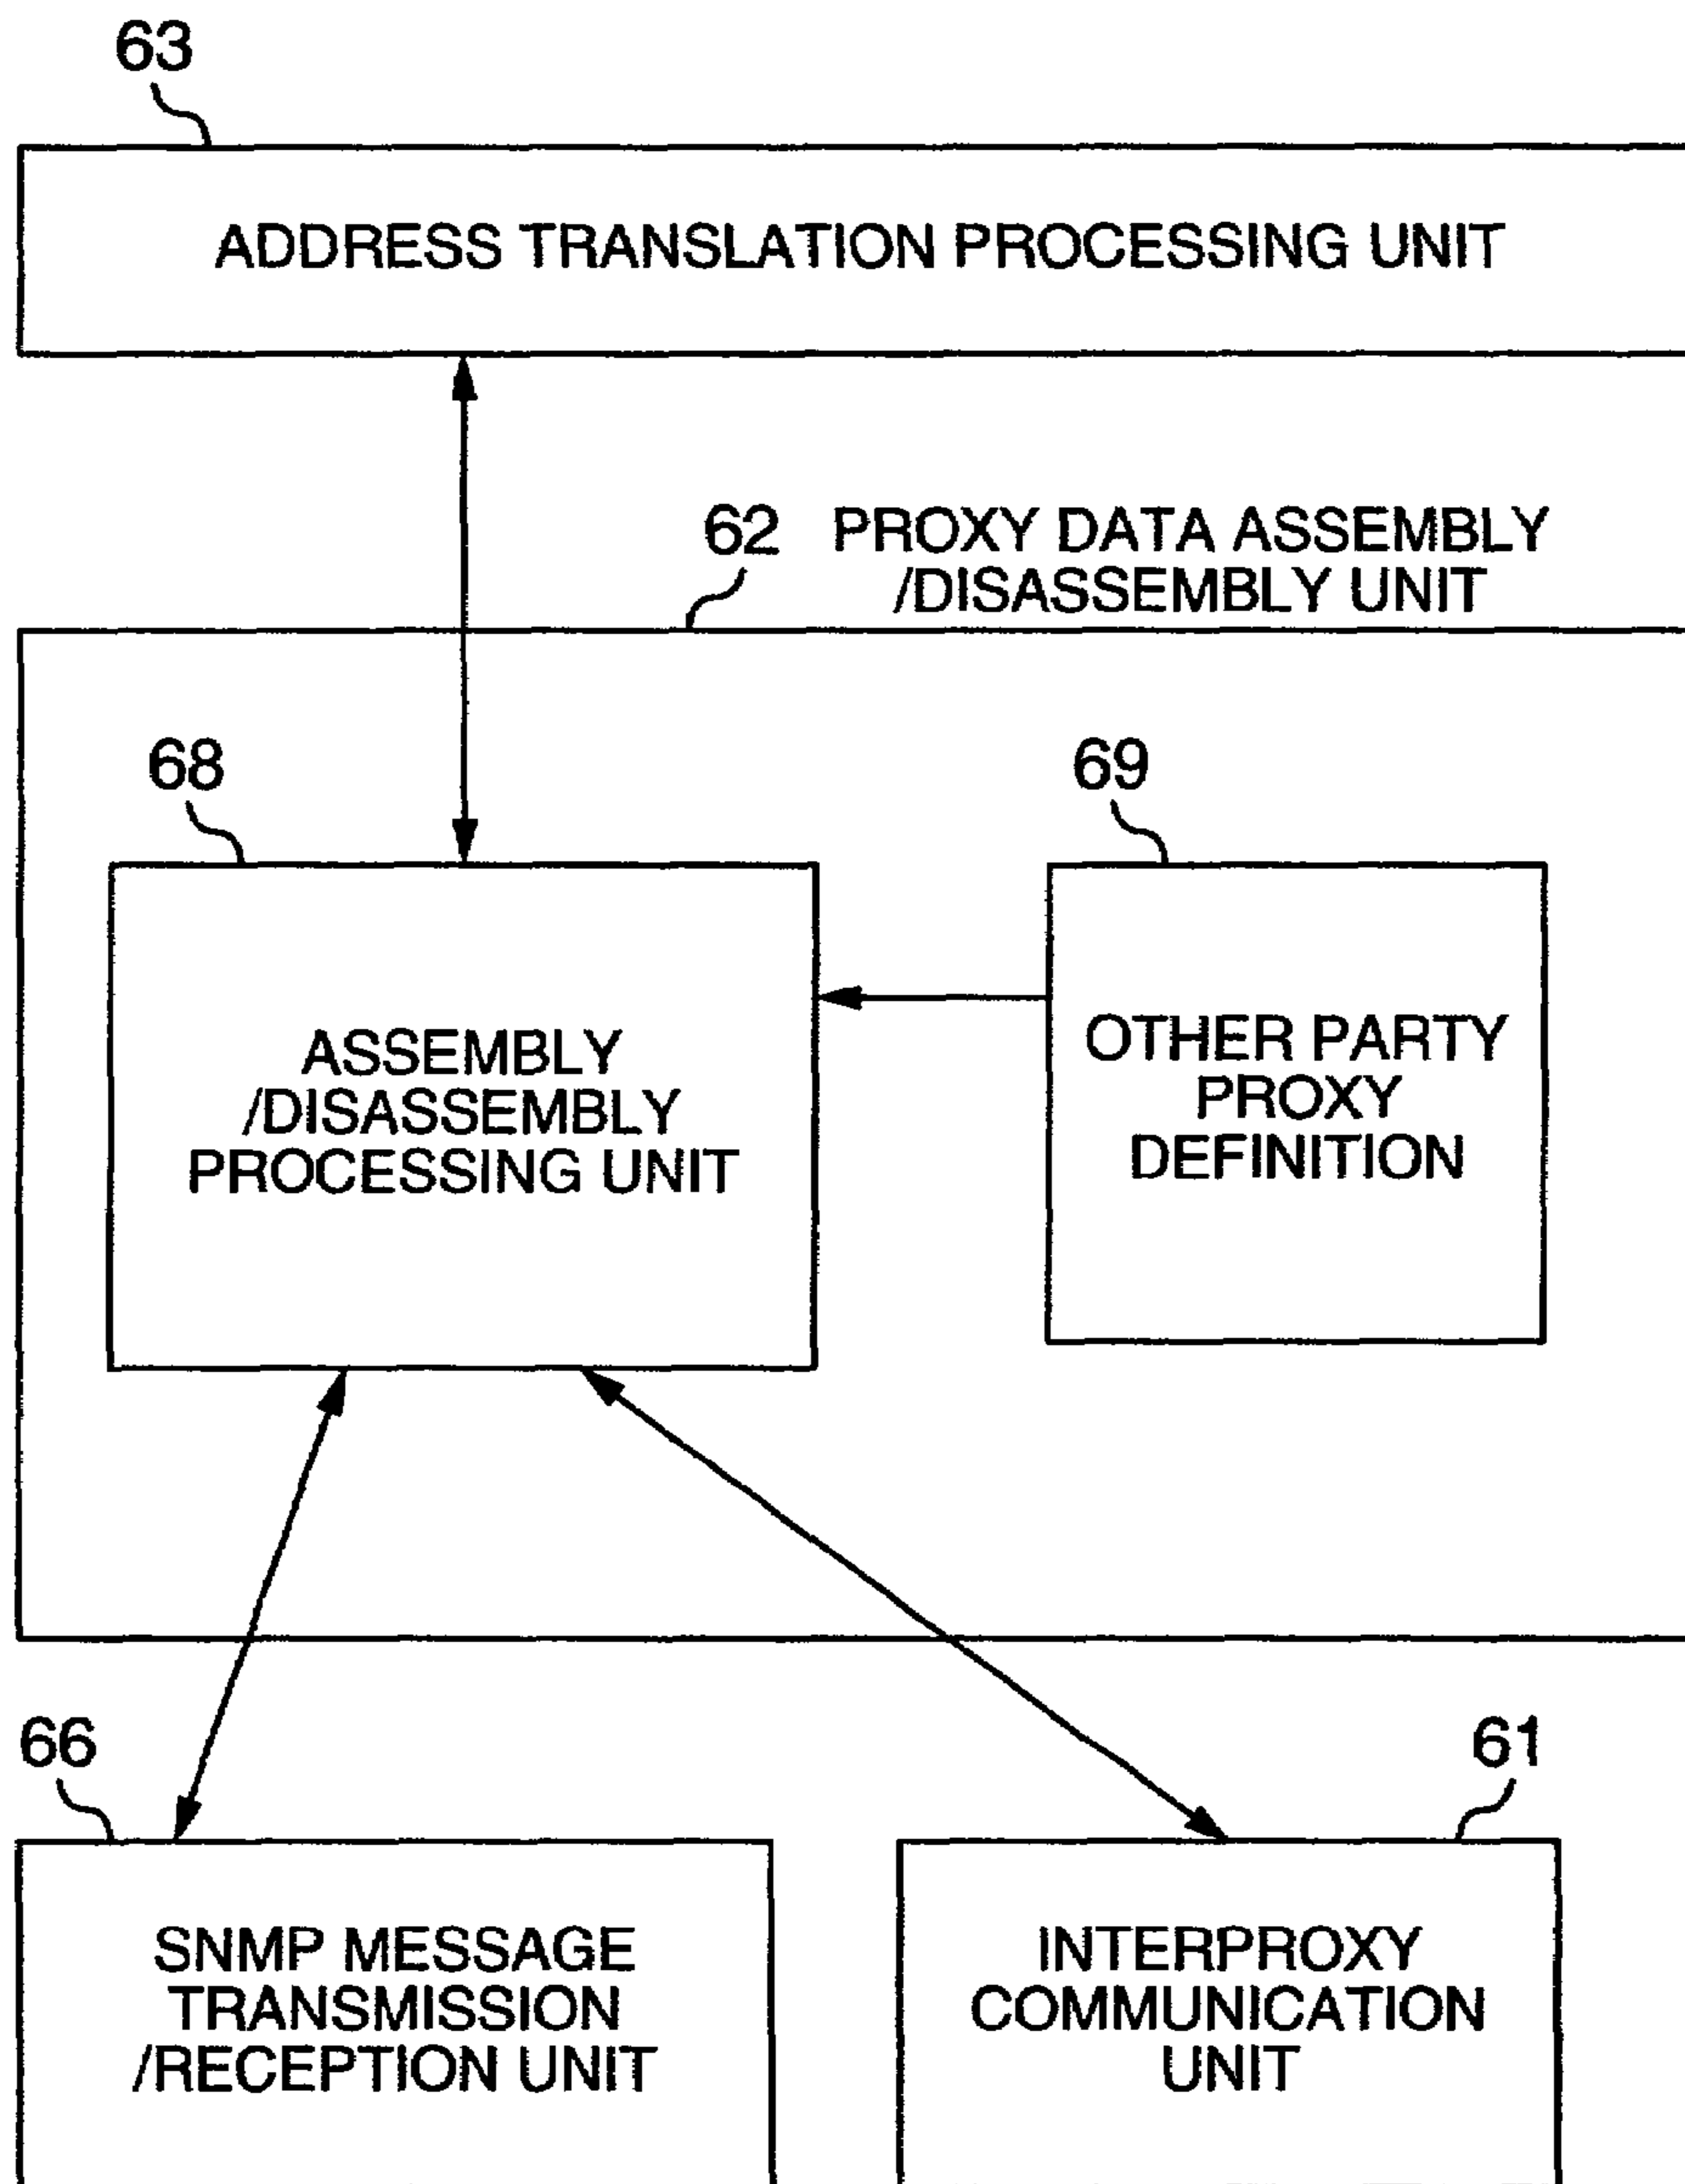 63
ADDRESS TRANSLATION PROCESSING UNIT
62 PROXY DATA ASSEMBLY
/DISASSEMBLY UNIT
68
69
ASSEMBLY
/DISASSEMBLY
PROCESSING UNIT
OTHER PARTY
PROXY
DEFINITION
66
61
SNMP MESSAGE
TRANSMISSION
/RECEPTION UNIT
INTERPROXY
COMMUNICATION
UNIT